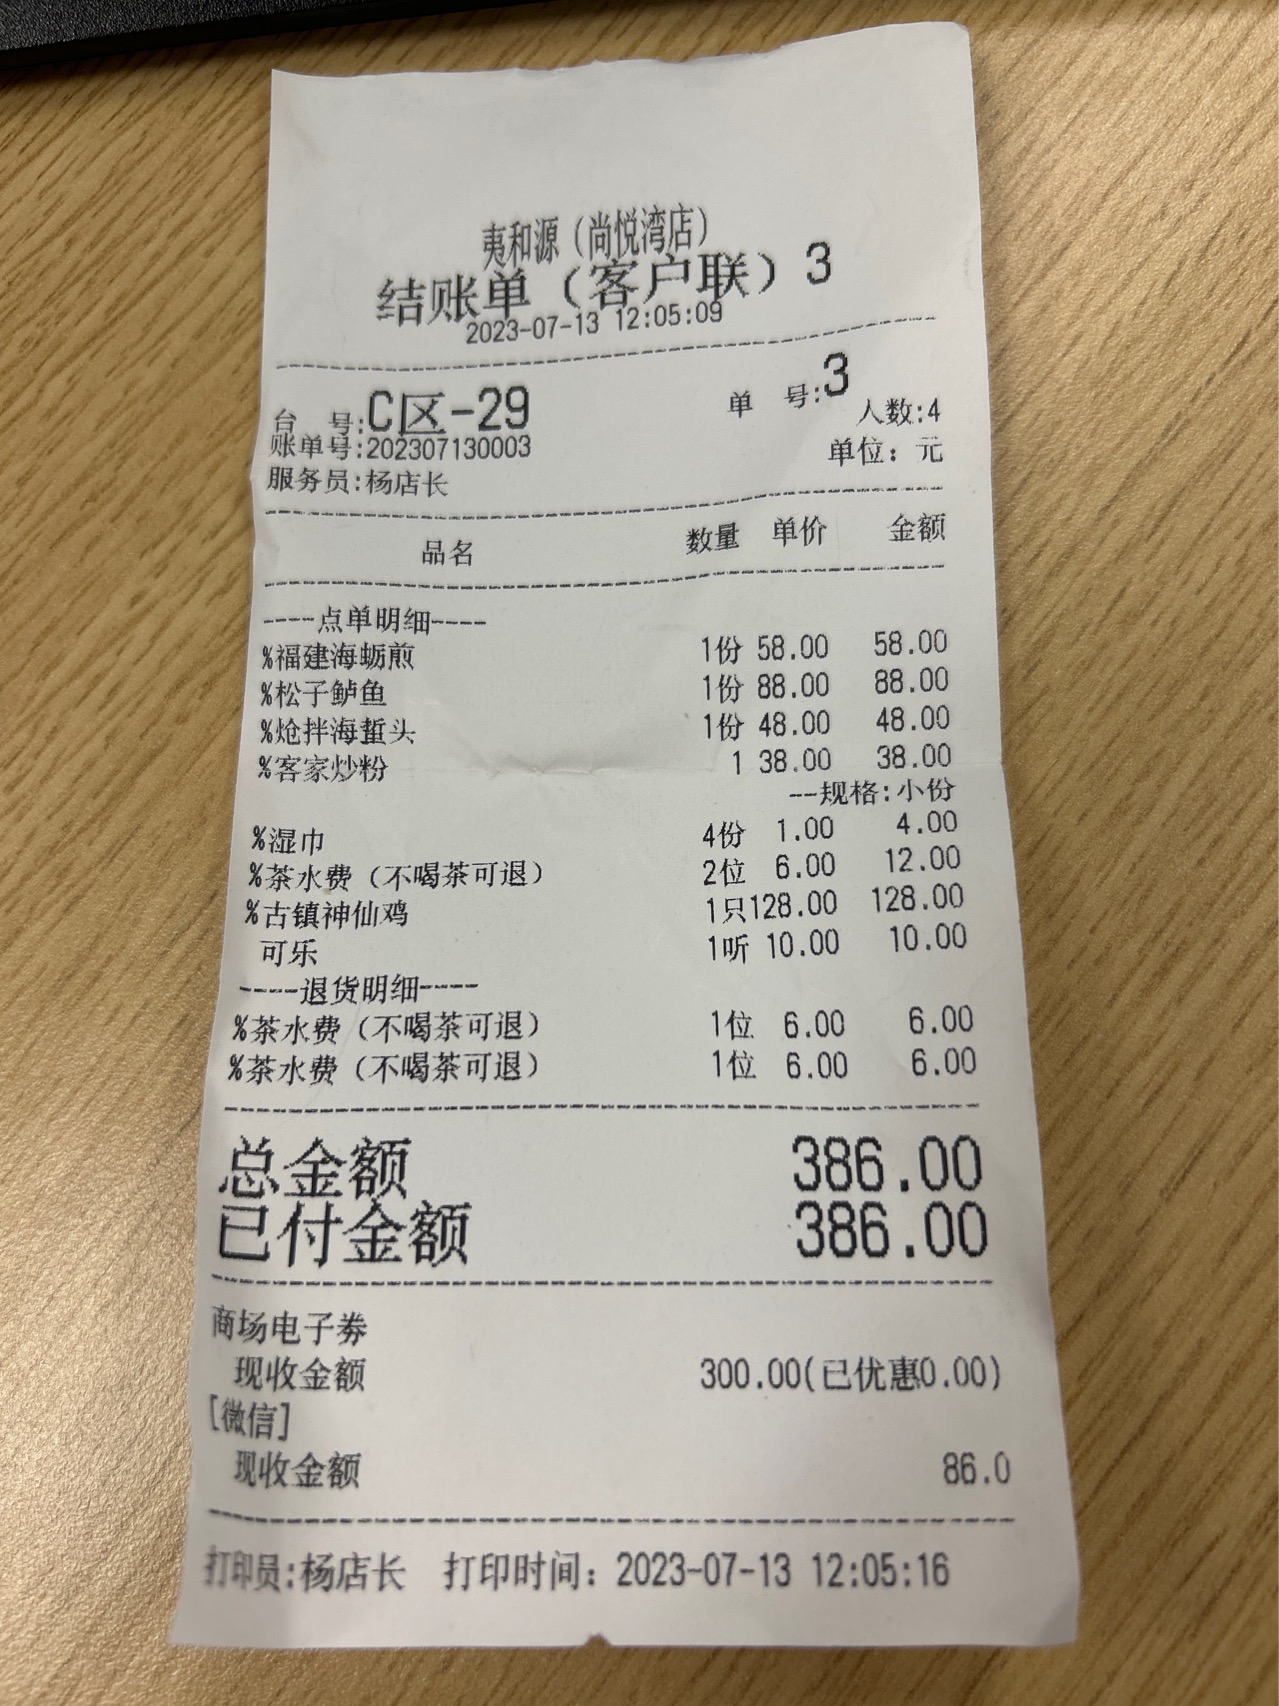 夷和源（尚悦湾店）
结账单（客户联）3
2023-07-13 12:05:09
台 号:C区-29 单 号:3
账单号:202307130003 人数:4
服务员:杨店长 单位：元
品名 数量 单价 金额
----点单明细----
%福建海蛎煎 1份 58.00 58.00
%松子鲈鱼 1份 88.00 88.00
%炝拌海蜇头 1份 48.00 48.00
%客家炒粉 1 38.00 38.00
--规格:小份
%湿巾 4份 1.00 4.00
%茶水费（不喝茶可退） 2位 6.00 12.00
%古镇神仙鸡 1只128.00 128.00
可乐 1听 10.00 10.00
----退货明细----
%茶水费（不喝茶可退） 1位 6.00 6.00
%茶水费（不喝茶可退） 1位 6.00 6.00
总金额 386.00
已付金额 386.00
商场电子券
现收金额 300.00(已优惠0.00)
[微信]
现收金额 86.0
打印员:杨店长 打印时间：2023-07-13 12:05:16